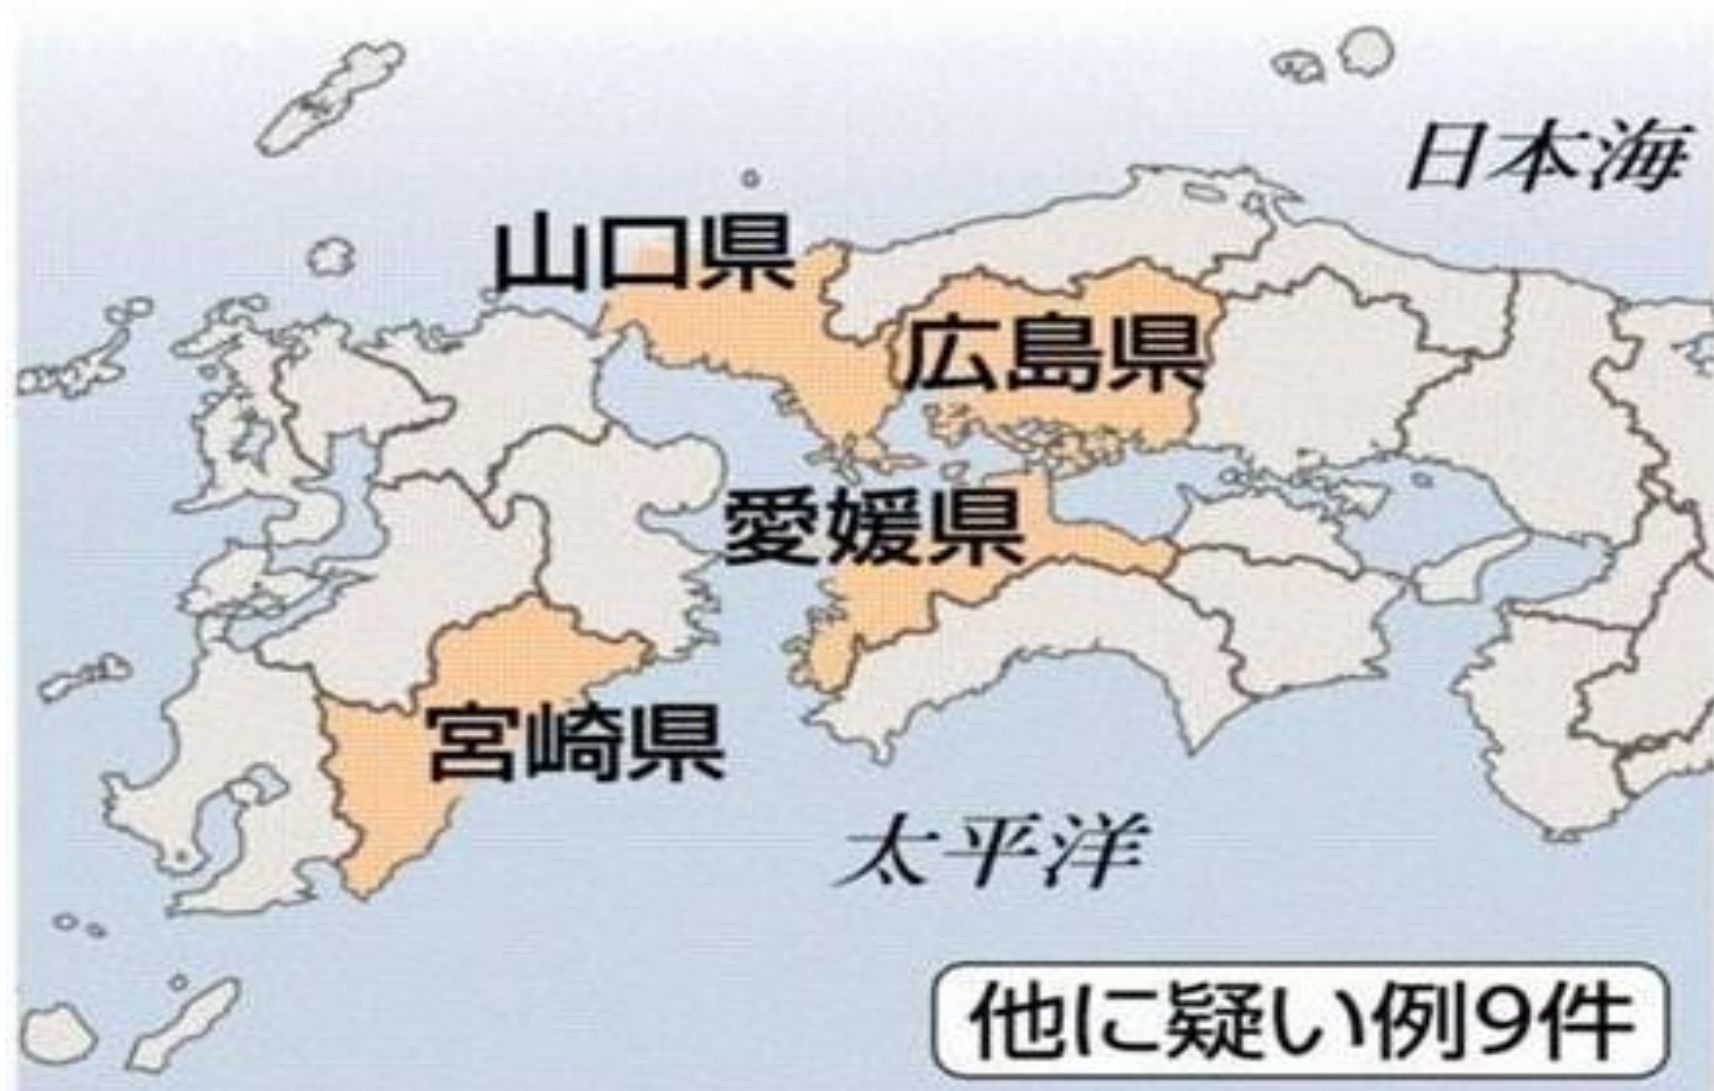 日本海
山口県
広島県
愛媛県
宮崎県
太平洋
他に疑い例9件